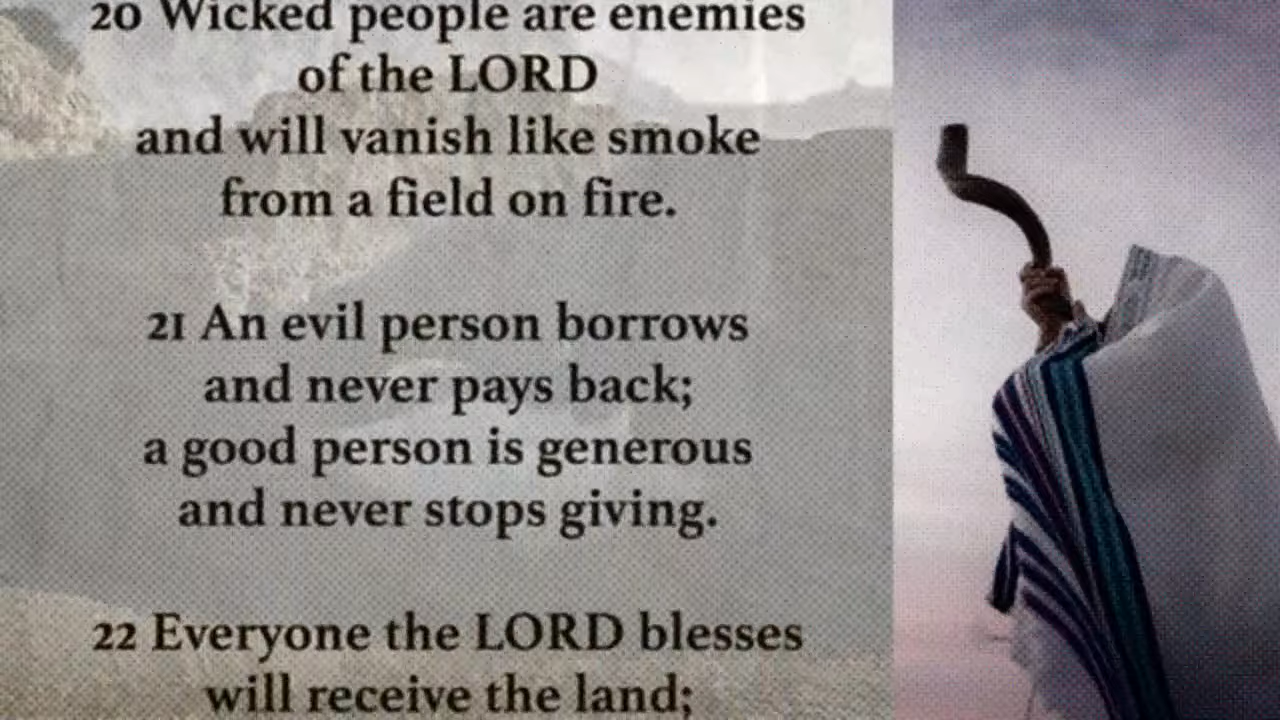 20 Wicked people are enemies
of the LORD
and will vanish like smoke
from a field on fire.
21 An evil person borrows
and never pays back;
a good person is generous
and never stops giving.
22 Everyone the LORD blesses
will receive the land;